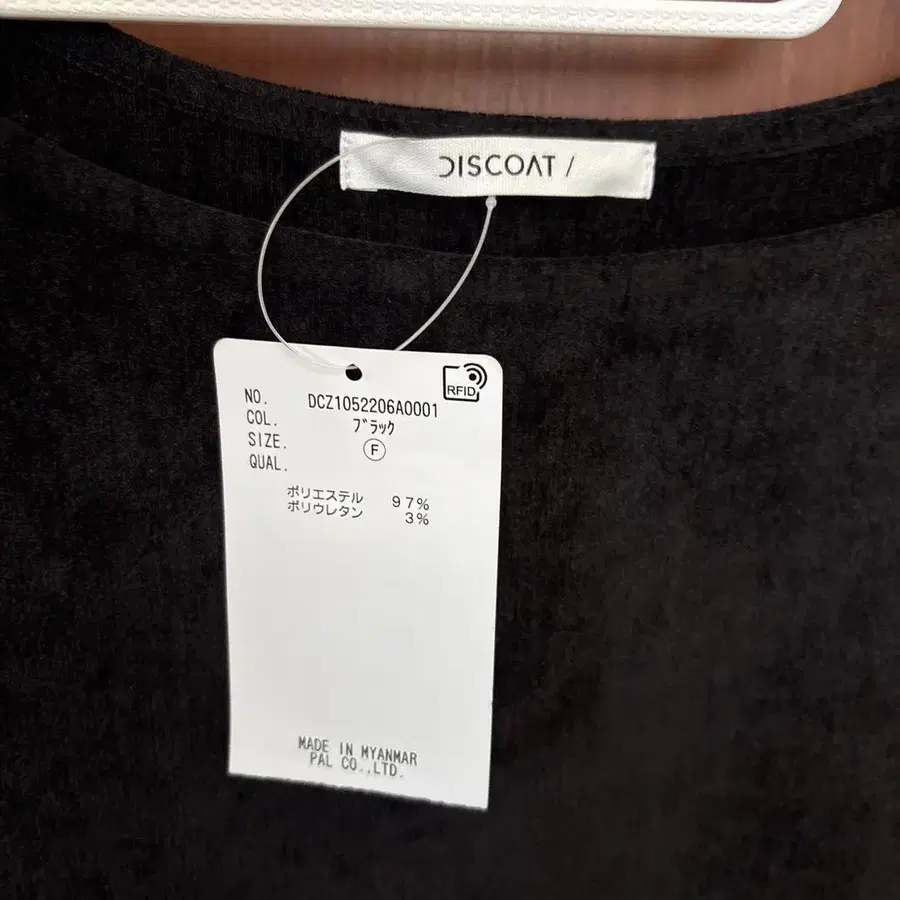 DISCOAT /
RFID
NO. DCZ1052206A0001
COL. ブラック
SIZE. F
QUAL.
ポリエステル 97%
ポリウレタン 3%
MADE IN MYANMAR
PAL CO.,LTD.